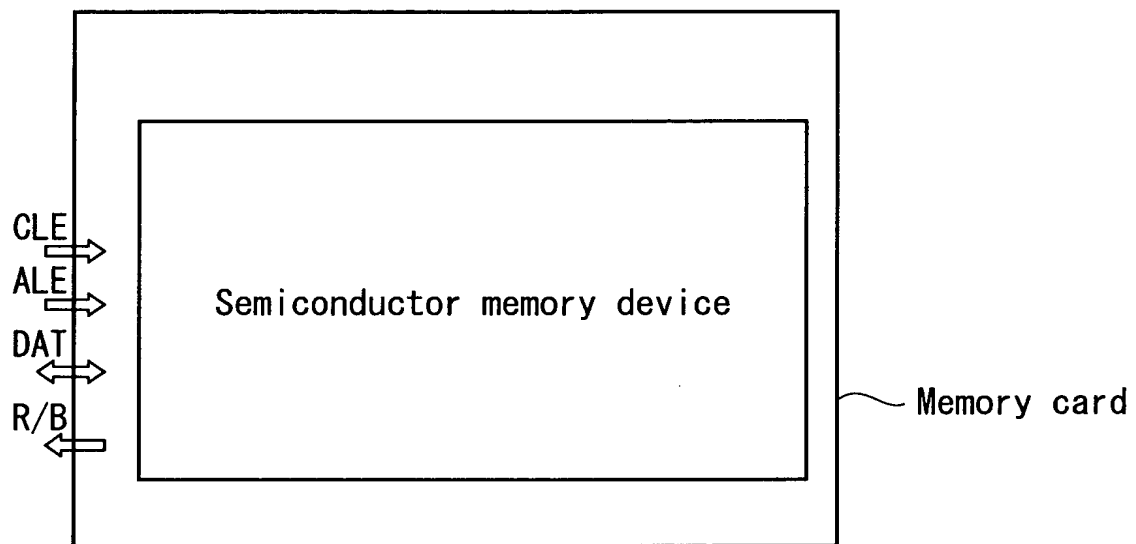 CLE
ALE
Semiconductor memory device
DAT
R/B
Memory card